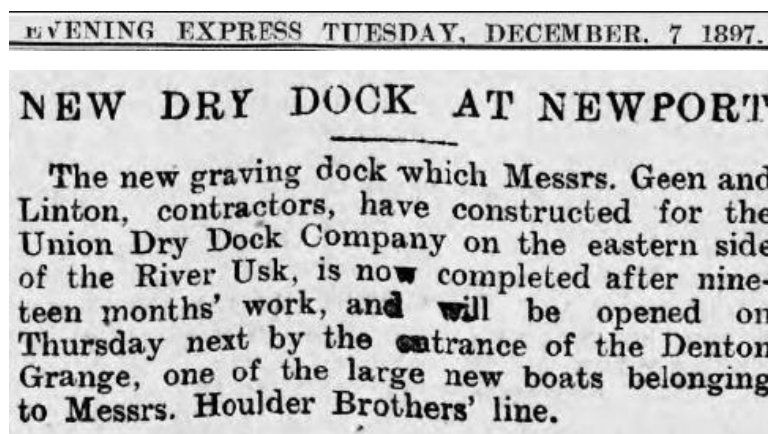 EVENING EXPRESS TUESDAY, DECEMBER. 7 1897.
NEW DRY DOCK AT NEWPORT
The new graving dock which Messrs. Geen and
Linton, contractors, have constructed for the
Union Dry Dock Company on the eastern side
of the River Usk, is now completed after nine-
teen months' work, and will be opened on
Thursday next by the entrance of the Denton
Grange, one of the large new boats belonging
to Messrs. Houlder Brothers' line.